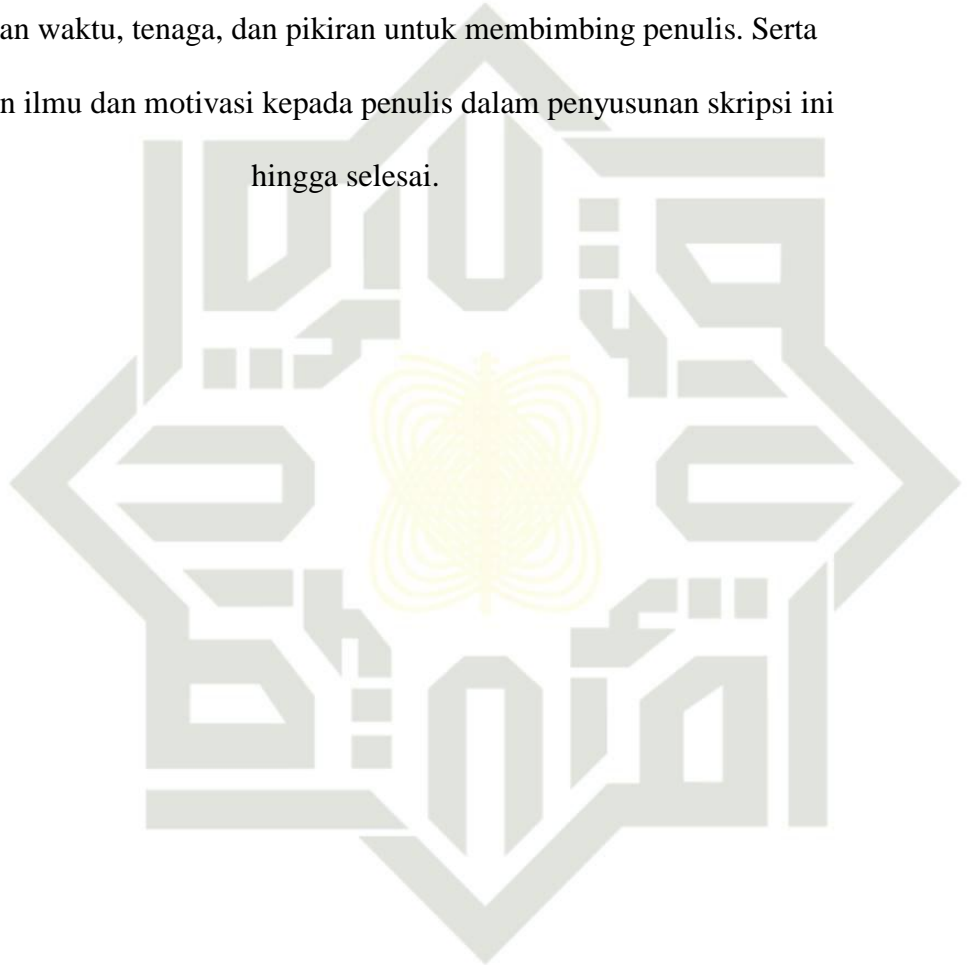 an waktu, tenaga, dan pikiran untuk membimbing penulis. Serta
n ilmu dan motivasi kepada penulis dalam penyusunan skripsi ini
hingga selesai.